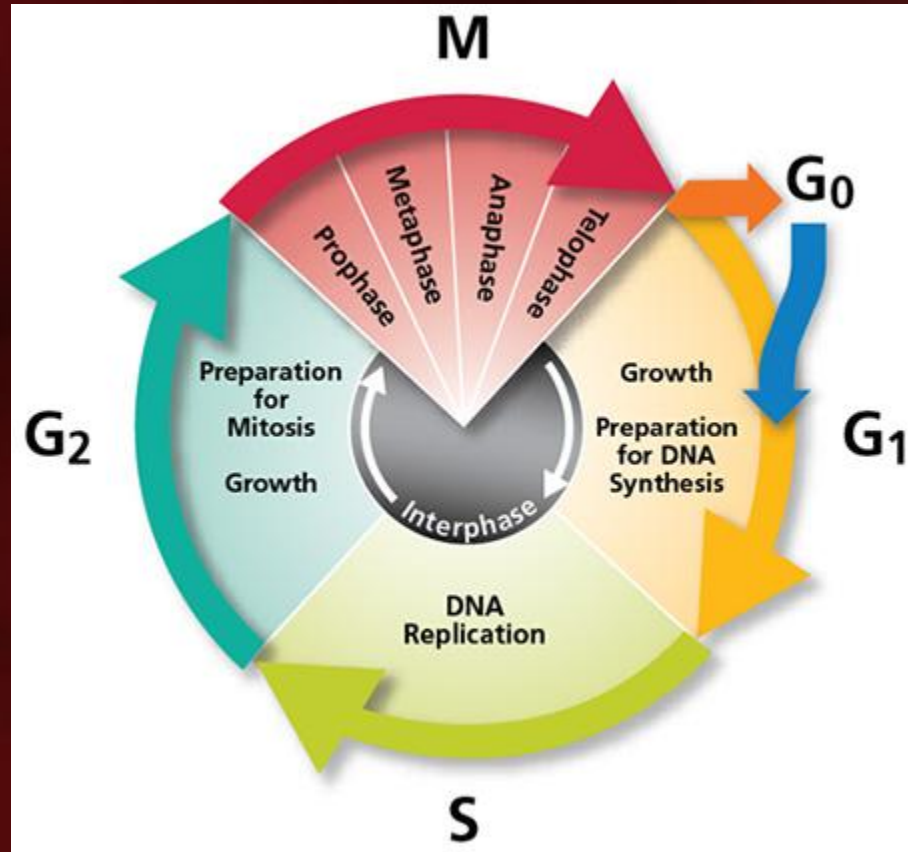 M
Prophase
Metaphase
Anaphase
Telophase
G₀
Growth
Preparation
for DNA
Synthesis
G₁
DNA
Replication
S
Preparation
for
Mitosis
Growth
G₂
Interphase